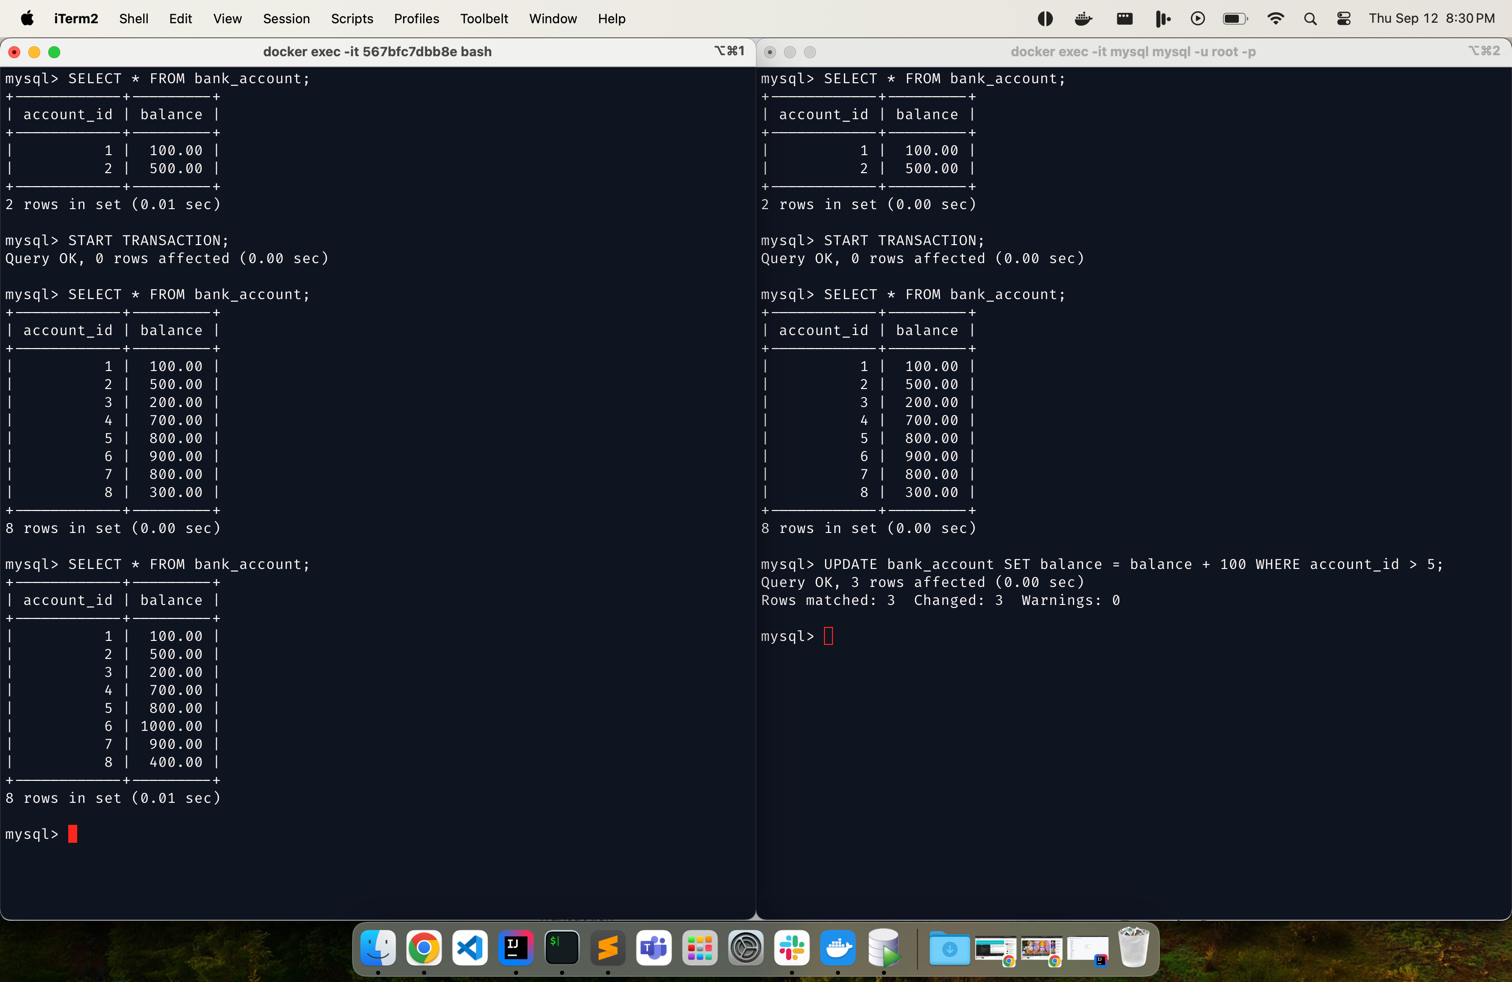 iTerm2 Shell Edit View Session Scripts Profiles Toolbelt Window Help Thu Sep 12 8:30 PM
docker exec -it 567bfc7dbb8e bash ⌥⌘1
mysql> SELECT * FROM bank_account;
+------------+---------+
| account_id | balance |
+------------+---------+
| 1 | 100.00 |
| 2 | 500.00 |
+------------+---------+
2 rows in set (0.01 sec)
mysql> START TRANSACTION;
Query OK, 0 rows affected (0.00 sec)
mysql> SELECT * FROM bank_account;
+------------+---------+
| account_id | balance |
+------------+---------+
| 1 | 100.00 |
| 2 | 500.00 |
| 3 | 200.00 |
| 4 | 700.00 |
| 5 | 800.00 |
| 6 | 900.00 |
| 7 | 800.00 |
| 8 | 300.00 |
+------------+---------+
8 rows in set (0.00 sec)
mysql> SELECT * FROM bank_account;
+------------+---------+
| account_id | balance |
+------------+---------+
| 1 | 100.00 |
| 2 | 500.00 |
| 3 | 200.00 |
| 4 | 700.00 |
| 5 | 800.00 |
| 6 | 1000.00 |
| 7 | 900.00 |
| 8 | 400.00 |
+------------+---------+
8 rows in set (0.01 sec)
mysql>
docker exec -it mysql mysql -u root -p ⌥⌘2
mysql> SELECT * FROM bank_account;
+------------+---------+
| account_id | balance |
+------------+---------+
| 1 | 100.00 |
| 2 | 500.00 |
+------------+---------+
2 rows in set (0.00 sec)
mysql> START TRANSACTION;
Query OK, 0 rows affected (0.00 sec)
mysql> SELECT * FROM bank_account;
+------------+---------+
| account_id | balance |
+------------+---------+
| 1 | 100.00 |
| 2 | 500.00 |
| 3 | 200.00 |
| 4 | 700.00 |
| 5 | 800.00 |
| 6 | 900.00 |
| 7 | 800.00 |
| 8 | 300.00 |
+------------+---------+
8 rows in set (0.00 sec)
mysql> UPDATE bank_account SET balance = balance + 100 WHERE account_id > 5;
Query OK, 3 rows affected (0.00 sec)
Rows matched: 3 Changed: 3 Warnings: 0
mysql>
IJ
$|